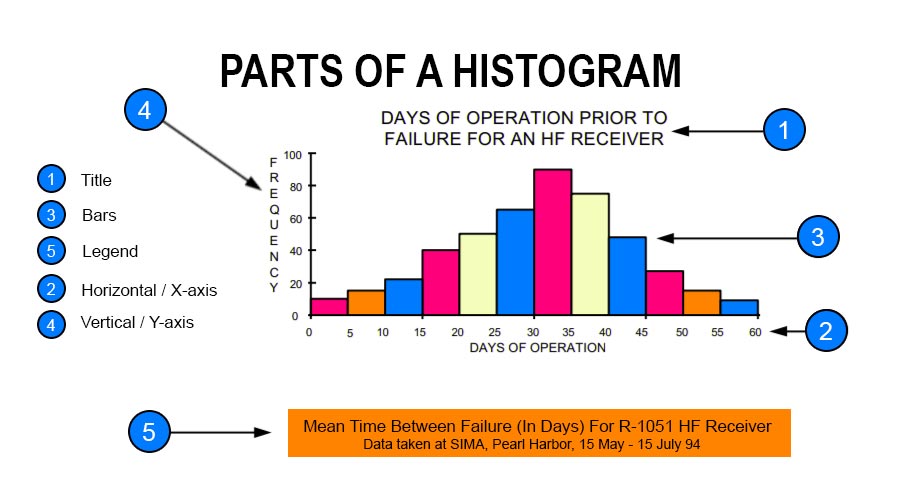 PARTS OF A HISTOGRAM
4
DAYS OF OPERATION PRIOR TO
FAILURE FOR AN HF RECEIVER
1
1 Title
3 Bars
5 Legend
2 Horizontal / X-axis
4 Vertical / Y-axis
FREQUENCY
100
80
60
40
20
0
3
0 5 10 15 20 25 30 35 40 45 50 55 60
2
DAYS OF OPERATION
5
Mean Time Between Failure (In Days) For R-1051 HF Receiver
Data taken at SIMA, Pearl Harbor, 15 May - 15 July 94